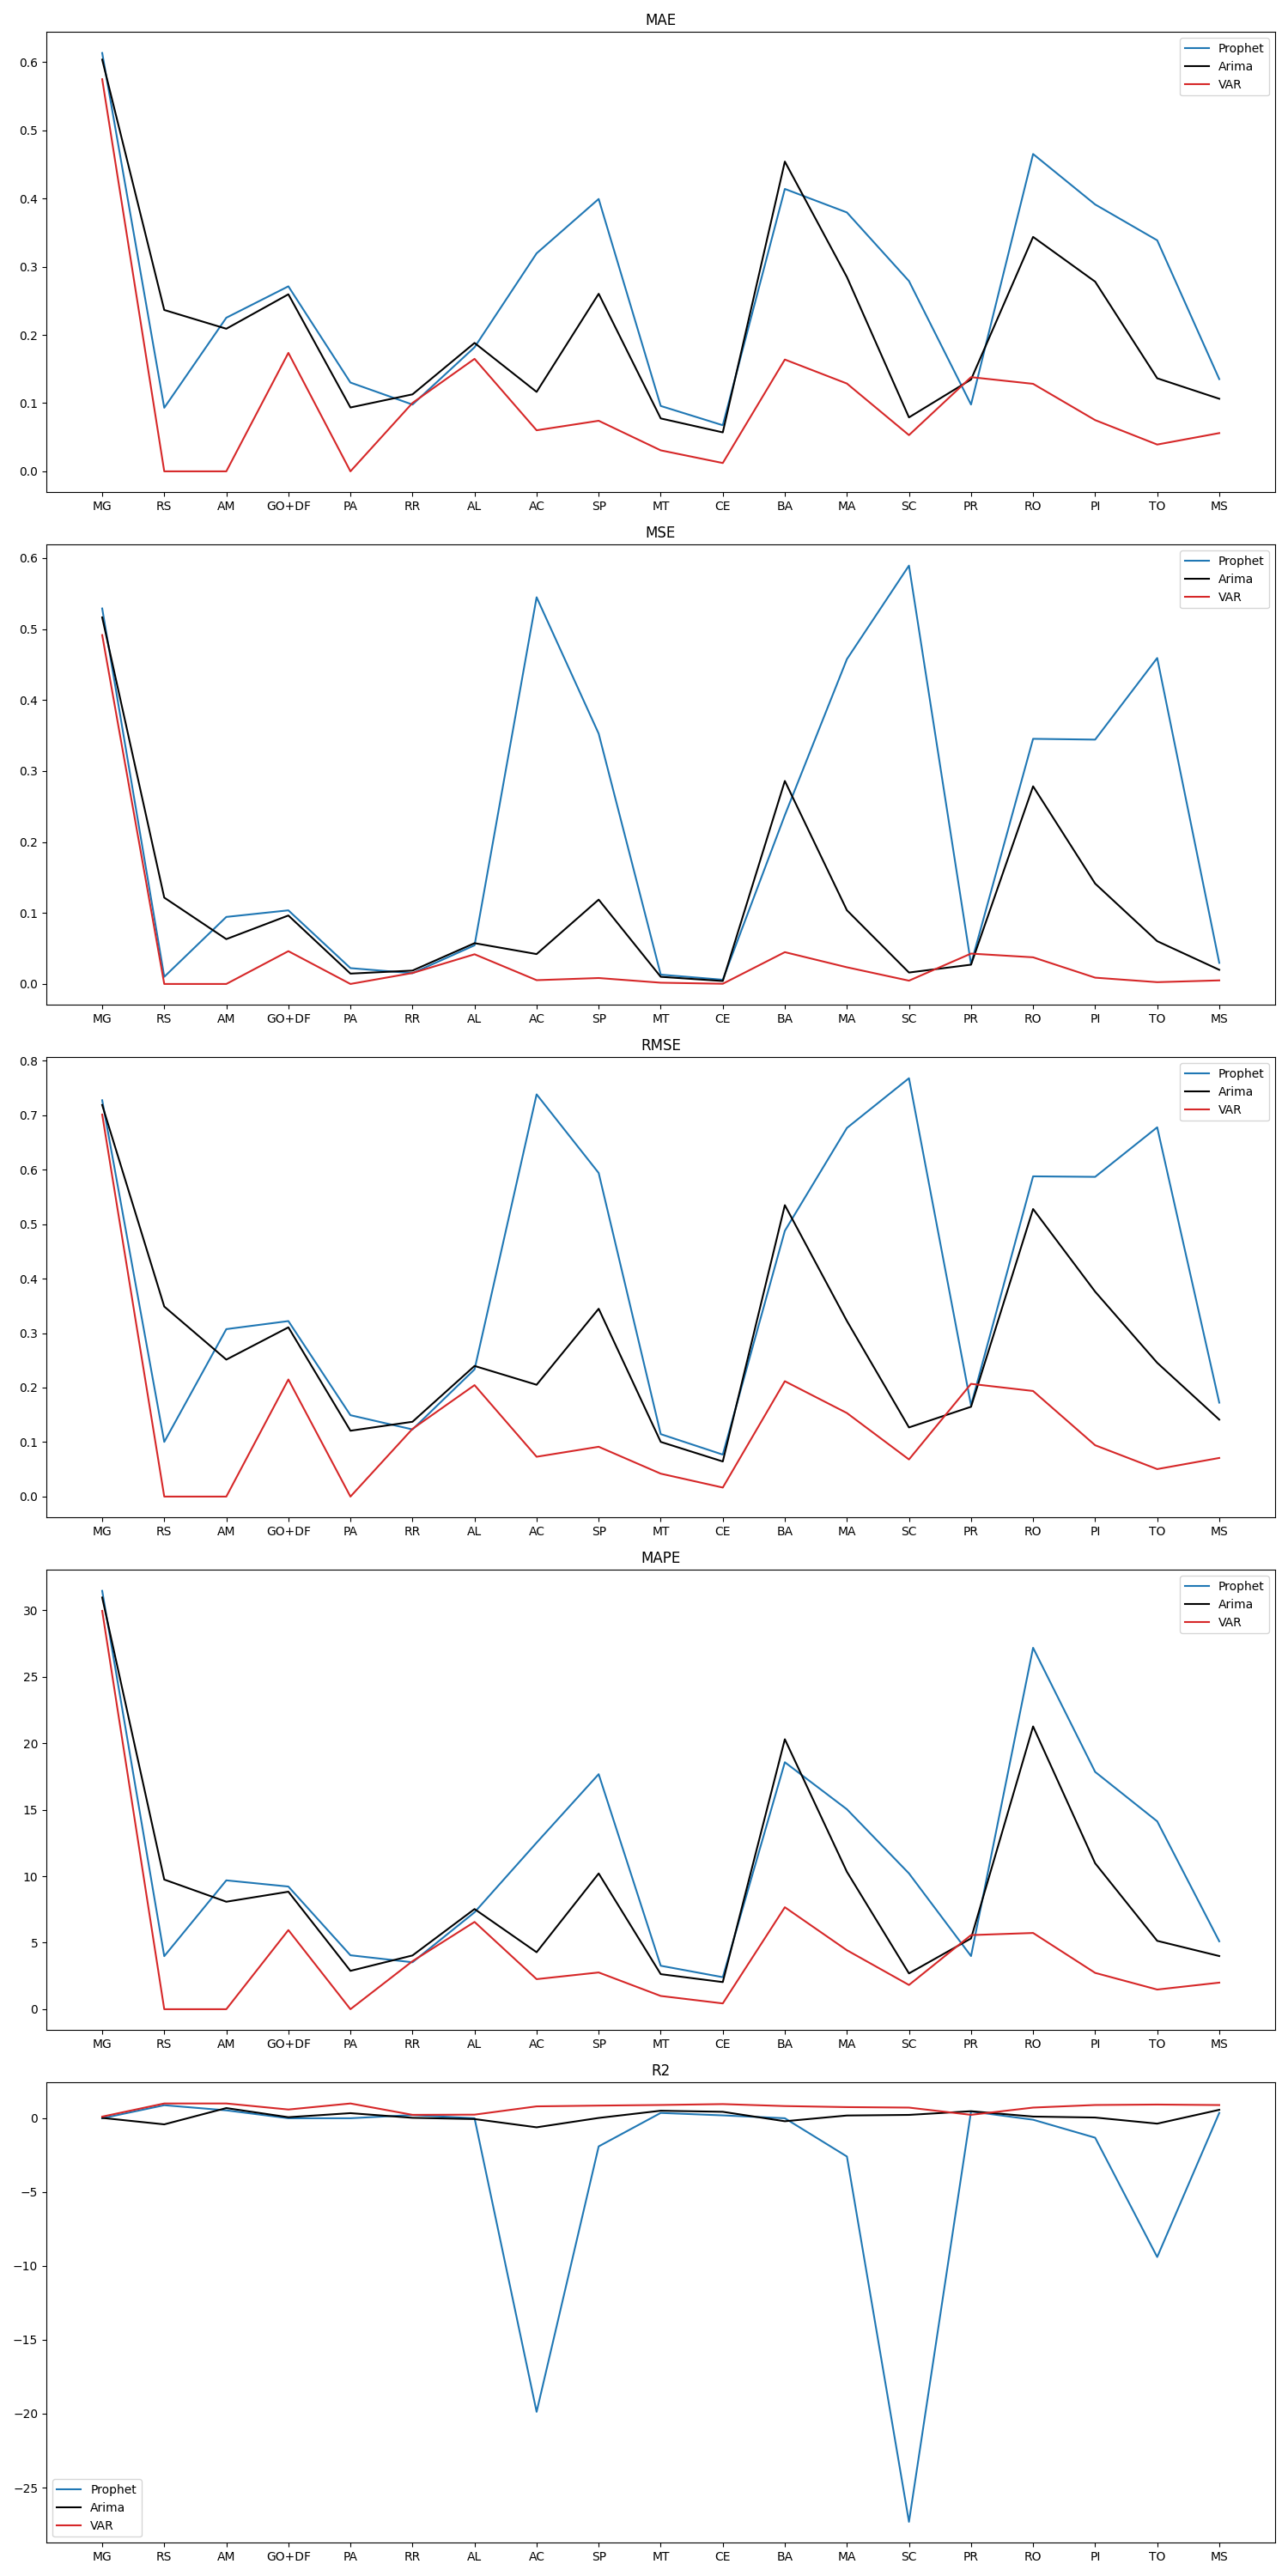 MAE
Prophet
Arima
VAR
0.6
0.5
0.4
0.3
0.2
0.1
0.0
MG RS AM GO+DF PA RR AL AC SP MT CE BA MA SC PR RO PI TO MS
MSE
Prophet
Arima
VAR
0.6
0.5
0.4
0.3
0.2
0.1
0.0
MG RS AM GO+DF PA RR AL AC SP MT CE BA MA SC PR RO PI TO MS
RMSE
Prophet
Arima
VAR
0.8
0.7
0.6
0.5
0.4
0.3
0.2
0.1
0.0
MG RS AM GO+DF PA RR AL AC SP MT CE BA MA SC PR RO PI TO MS
MAPE
Prophet
Arima
VAR
30
25
20
15
10
5
0
MG RS AM GO+DF PA RR AL AC SP MT CE BA MA SC PR RO PI TO MS
R2
0
−5
−10
−15
−20
−25
Prophet
Arima
VAR
MG RS AM GO+DF PA RR AL AC SP MT CE BA MA SC PR RO PI TO MS